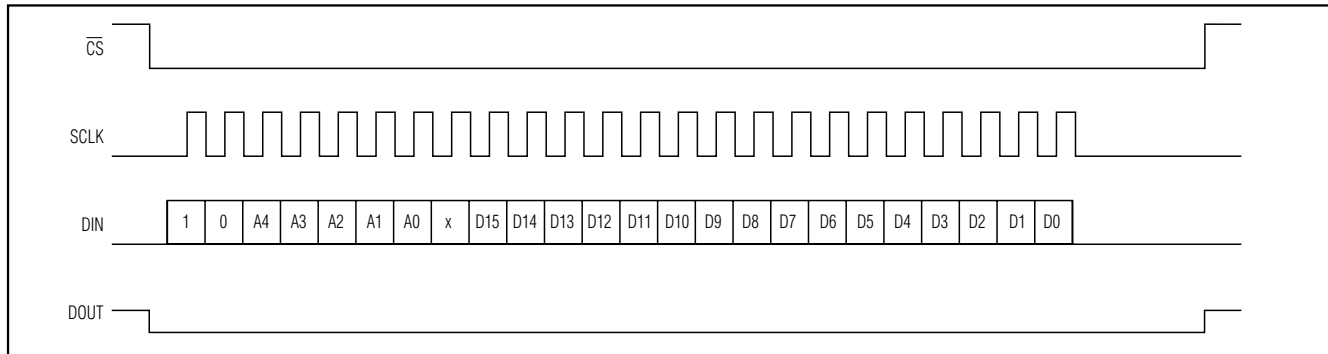 C̅S̅
SCLK
DIN 1 0 A4 A3 A2 A1 A0 x D15 D14 D13 D12 D11 D10 D9 D8 D7 D6 D5 D4 D3 D2 D1 D0
DOUT